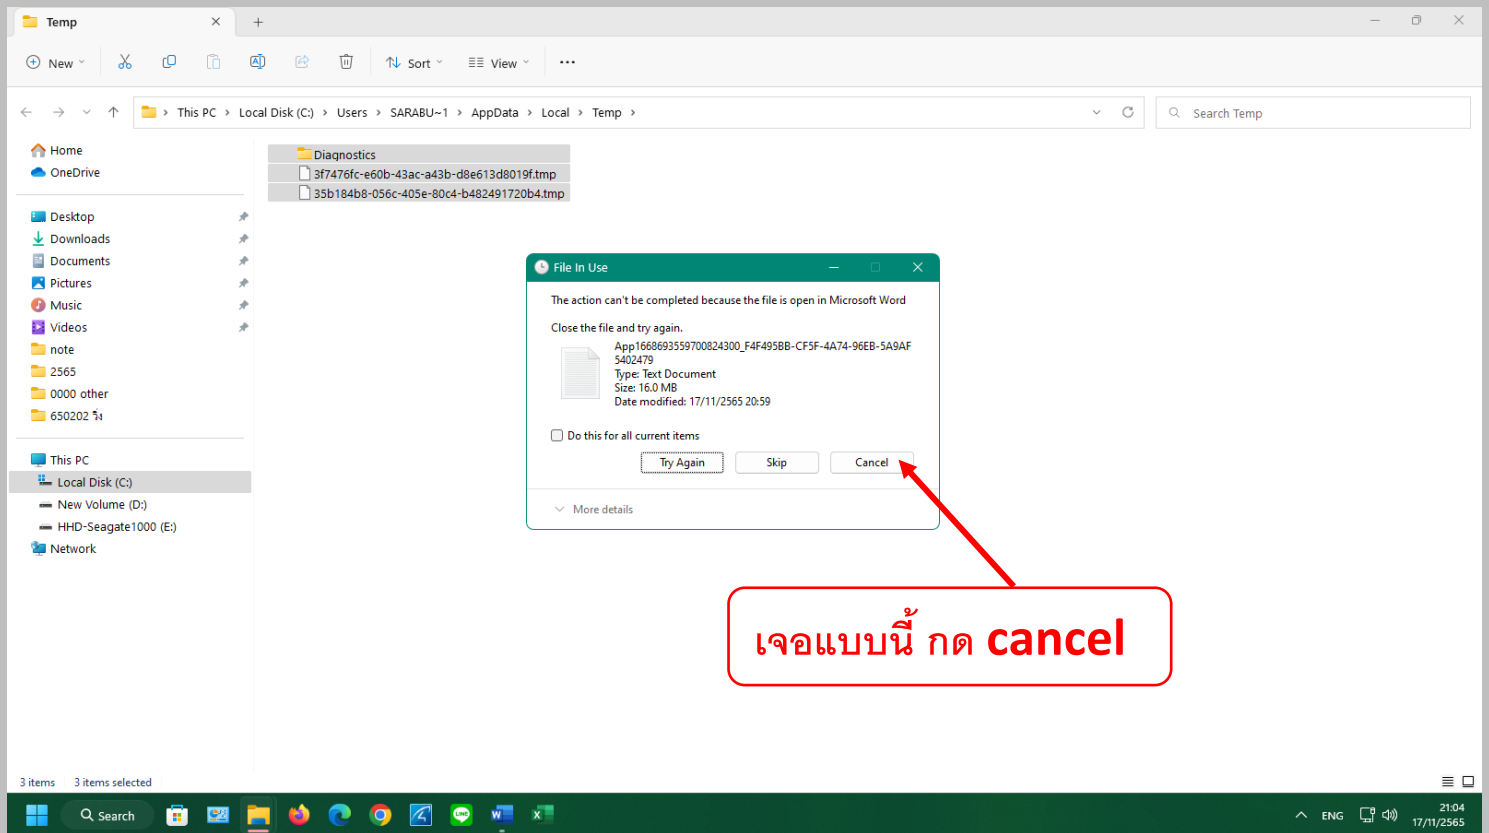 Temp
New
Sort
View
This PC > Local Disk (C:) > Users > SARABU~1 > AppData > Local > Temp >
Search Temp
Home
OneDrive
Desktop
Downloads
Documents
Pictures
Music
Videos
note
2565
0000 other
650202 วิ่ง
This PC
Local Disk (C:)
New Volume (D:)
HHD-Seagate1000 (E:)
Network
Diagnostics
3f7476fc-e60b-43ac-a43b-d8e613d8019f.tmp
35b184b8-056c-405e-80c4-b482491720b4.tmp
File In Use
The action can't be completed because the file is open in Microsoft Word
Close the file and try again.
App1668693559700824300_F4F495BB-CF5F-4A74-96EB-5A9AF
5402479
Type: Text Document
Size: 16.0 MB
Date modified: 17/11/2565 20:59
Do this for all current items
Try Again
Skip
Cancel
More details
เจอแบบนี้ กด cancel
3 items
3 items selected
Search
ENG
21:04
17/11/2565